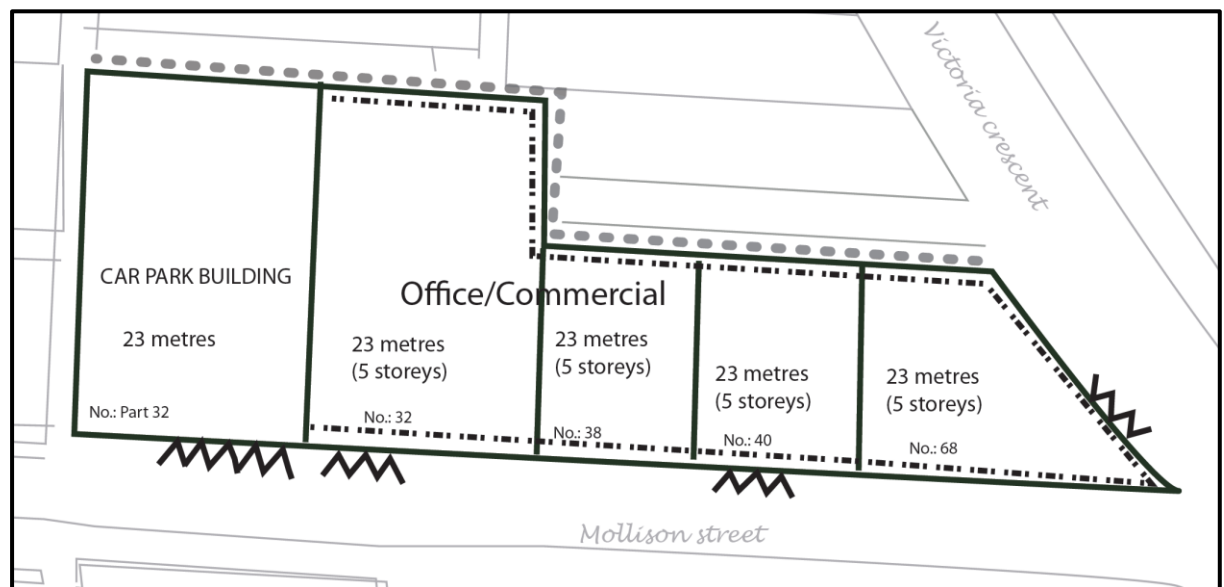 Victoria crescent
CAR PARK BUILDING
Office/Commercial
23 metres
23 metres
(5 storeys)
23 metres
(5 storeys)
23 metres
(5 storeys)
23 metres
(5 storeys)
No.: Part 32
No.: 32
No.: 38
No.: 40
No.: 68
Mollison street